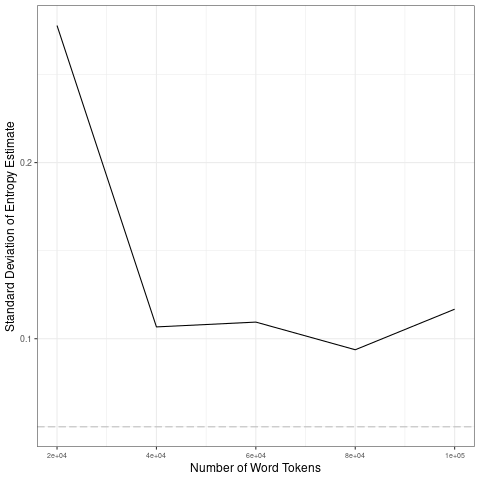 Standard Deviation of Entropy Estimate
0.2
0.1
2e+04 4e+04 6e+04 8e+04 1e+05
Number of Word Tokens